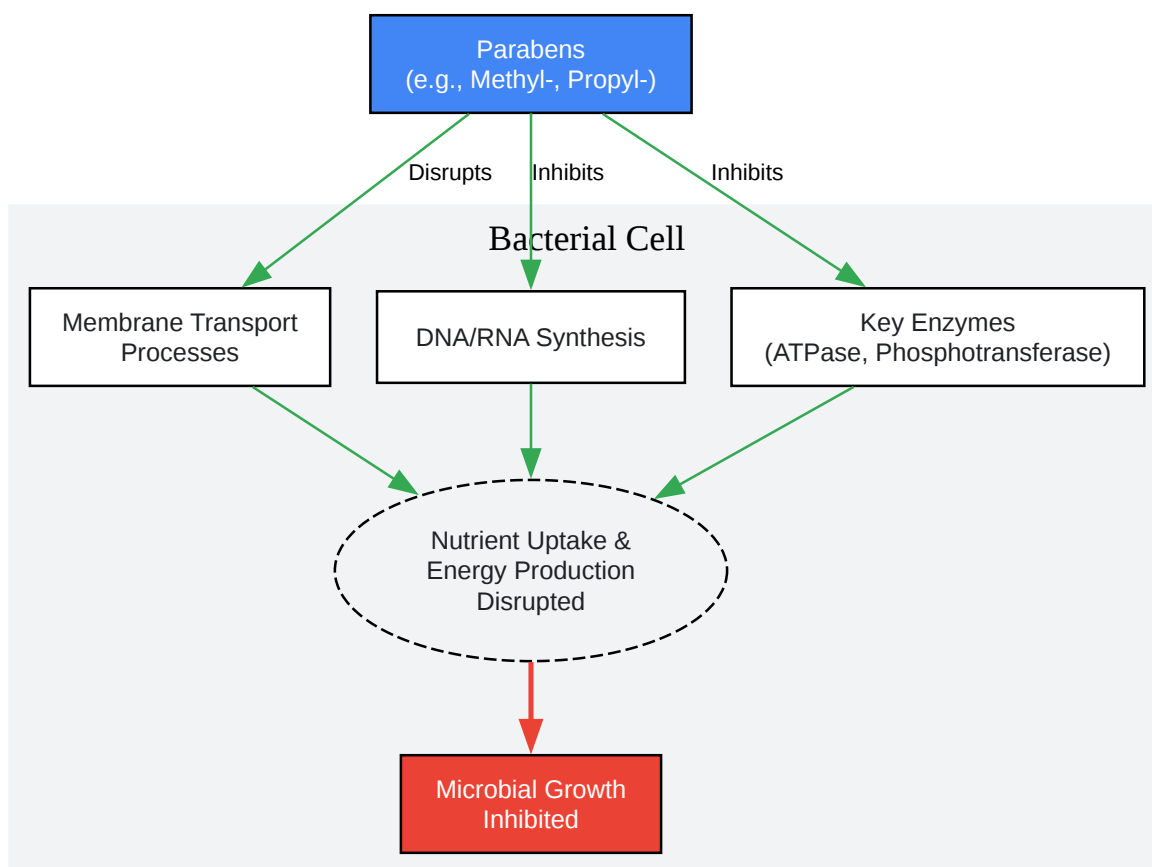 Parabens
(e.g., Methyl-, Propyl-)
Disrupts
Inhibits
Inhibits
Bacterial Cell
Membrane Transport
Processes
DNA/RNA Synthesis
Key Enzymes
(ATPase, Phosphotransferase)
Nutrient Uptake &
Energy Production
Disrupted
Microbial Growth
Inhibited